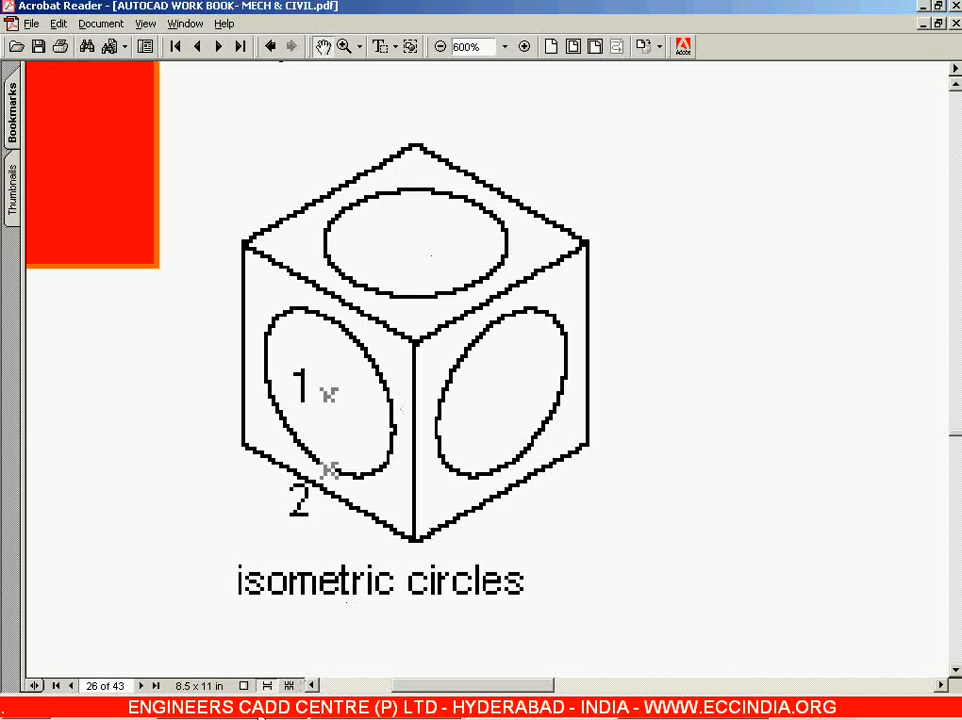 Acrobat Reader - [AUTOCAD WORK BOOK- MECH & CIVIL.pdf]
File Edit Document View Window Help
600%
Adobe
Bookmarks
Thumbnails
1
2
isometric circles
26 of 43
8.5 x 11 in
ENGINEERS CADD CENTRE (P) LTD - HYDERABAD - INDIA - WWW.ECCINDIA.ORG